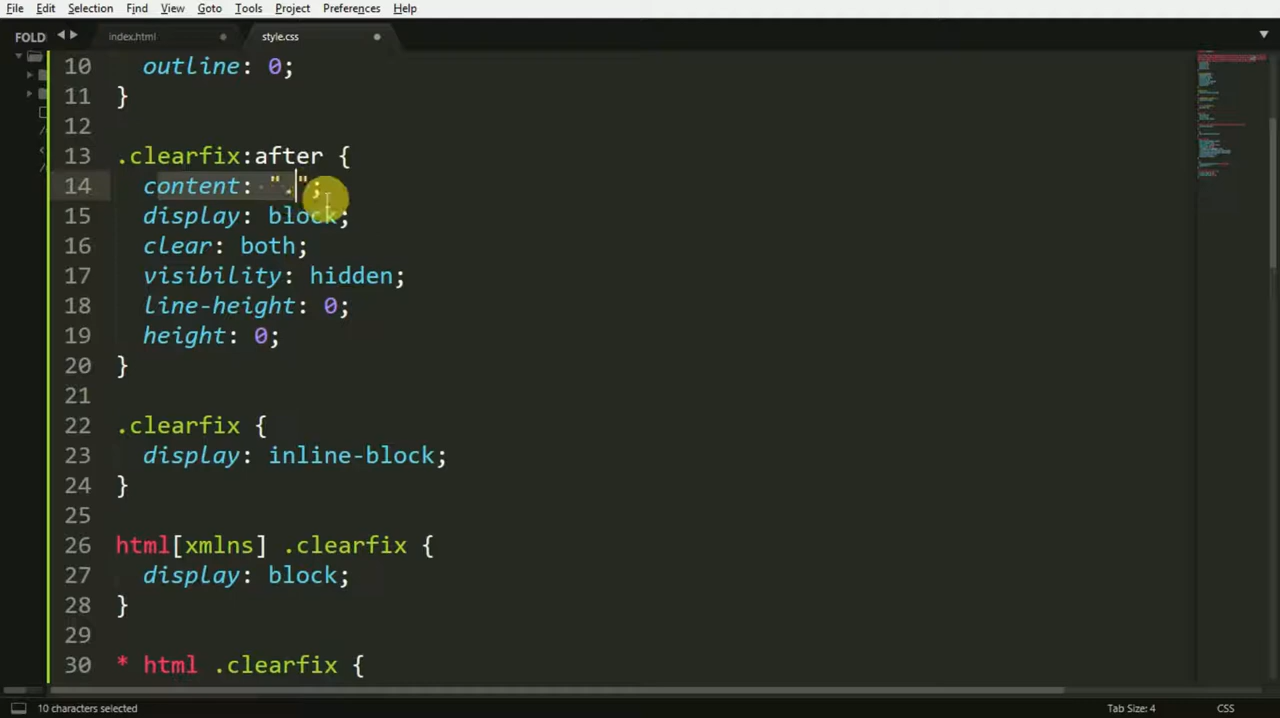 File Edit Selection Find View Goto Tools Project Preferences Help
FOLD index.html style.css
10 outline: 0;
11 }
12
13 .clearfix:after {
14 content: ".";
15 display: block;
16 clear: both;
17 visibility: hidden;
18 line-height: 0;
19 height: 0;
20 }
21
22 .clearfix {
23 display: inline-block;
24 }
25
26 html[xmlns] .clearfix {
27 display: block;
28 }
29
30 * html .clearfix {
10 characters selected Tab Size: 4 CSS